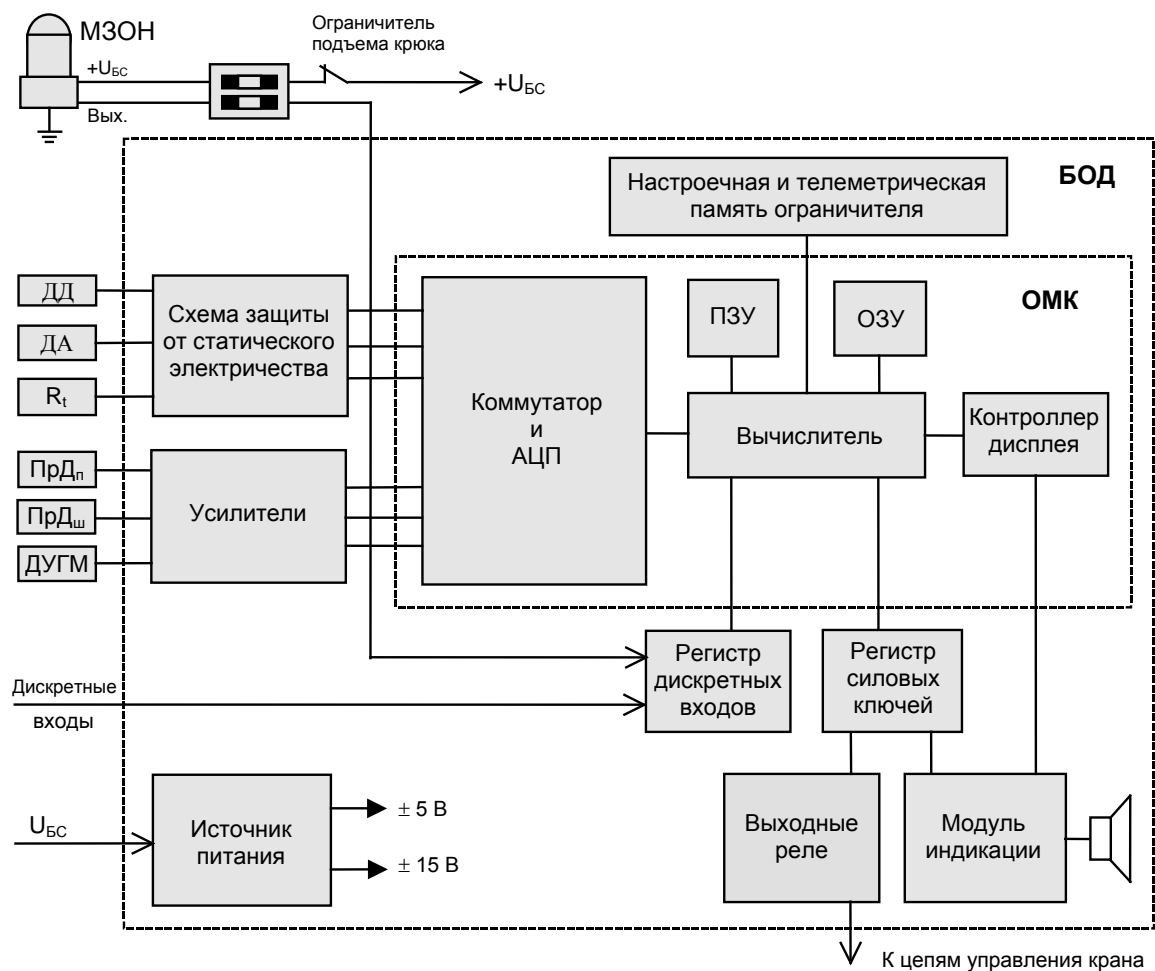 МЗОН
Ограничитель
подъема крюка
+UБС
+UБС
Вых.
БОД
Настроечная и телеметрическая
память ограничителя
ОМК
ДД
ДА
Rt
Схема защиты
от статического
электричества
ПЗУ
ОЗУ
Коммутатор
и
АЦП
Вычислитель
Контроллер
дисплея
ПрДп
ПрДш
ДУГМ
Усилители
Регистр
дискретных
входов
Регистр
силовых
ключей
Дискретные
входы
UБС
Источник
питания
± 5 В
± 15 В
Выходные
реле
Модуль
индикации
К цепям управления крана